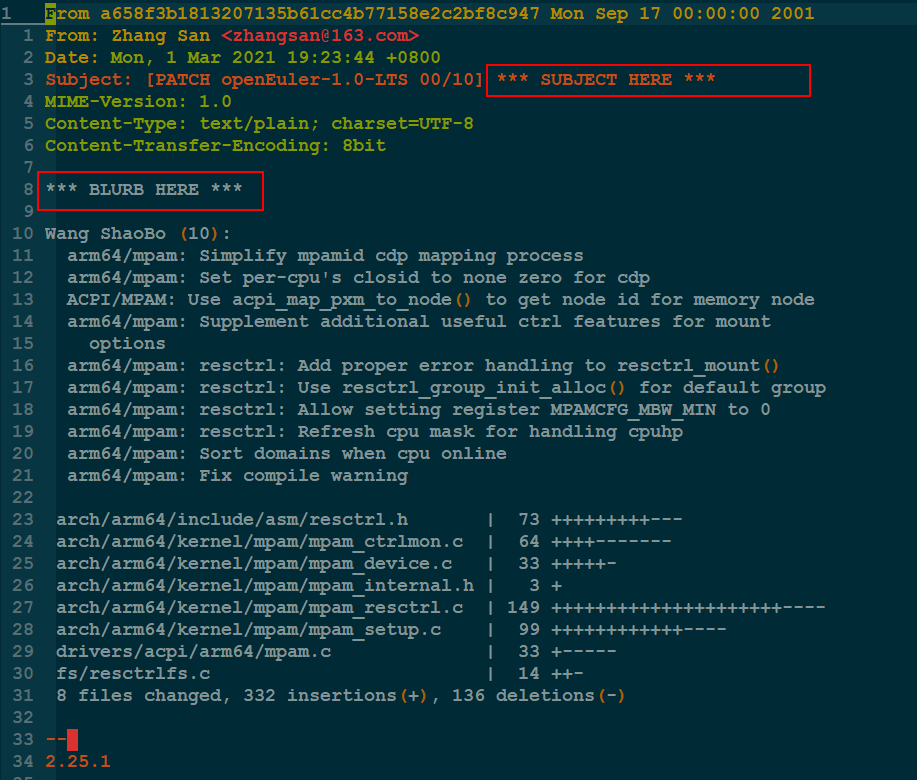 1 From a658f3b1813207135b61cc4b77158e2c2bf8c947 Mon Sep 17 00:00:00 2001
1 From: Zhang San <zhangsan@163.com>
2 Date: Mon, 1 Mar 2021 19:23:44 +0800
3 Subject: [PATCH openEuler-1.0-LTS 00/10] *** SUBJECT HERE ***
4 MIME-Version: 1.0
5 Content-Type: text/plain; charset=UTF-8
6 Content-Transfer-Encoding: 8bit
7
8 *** BLURB HERE ***
9
10 Wang ShaoBo (10):
11   arm64/mpam: Simplify mpamid cdp mapping process
12   arm64/mpam: Set per-cpu's closid to none zero for cdp
13   ACPI/MPAM: Use acpi_map_pxm_to_node() to get node id for memory node
14   arm64/mpam: Supplement additional useful ctrl features for mount
15     options
16   arm64/mpam: resctrl: Add proper error handling to resctrl_mount()
17   arm64/mpam: resctrl: Use resctrl_group_init_alloc() for default group
18   arm64/mpam: resctrl: Allow setting register MPAMCFG_MBW_MIN to 0
19   arm64/mpam: resctrl: Refresh cpu mask for handling cpuhp
20   arm64/mpam: Sort domains when cpu online
21   arm64/mpam: Fix compile warning
22
23  arch/arm64/include/asm/resctrl.h       |  73 +++++++++---
24  arch/arm64/kernel/mpam/mpam_ctrlmon.c  |  64 ++++-------
25  arch/arm64/kernel/mpam/mpam_device.c   |  33 +++++-
26  arch/arm64/kernel/mpam/mpam_internal.h |   3 +
27  arch/arm64/kernel/mpam/mpam_resctrl.c  | 149 +++++++++++++++++++++----
28  arch/arm64/kernel/mpam/mpam_setup.c    |  99 ++++++++++++----
29  drivers/acpi/arm64/mpam.c              |  33 +-----
30  fs/resctrlfs.c                         |  14 ++-
31  8 files changed, 332 insertions(+), 136 deletions(-)
32
33 --
34 2.25.1